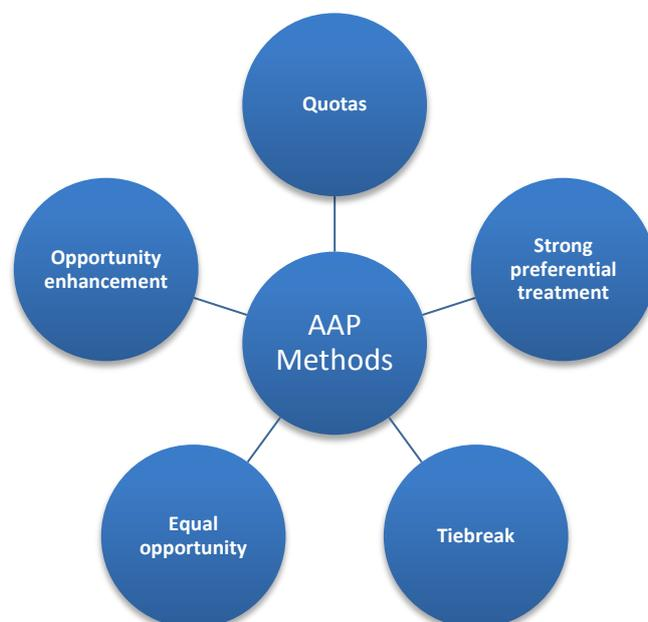 Quotas
Opportunity
enhancement
Strong
preferential
treatment
AAP
Methods
Equal
opportunity
Tiebreak